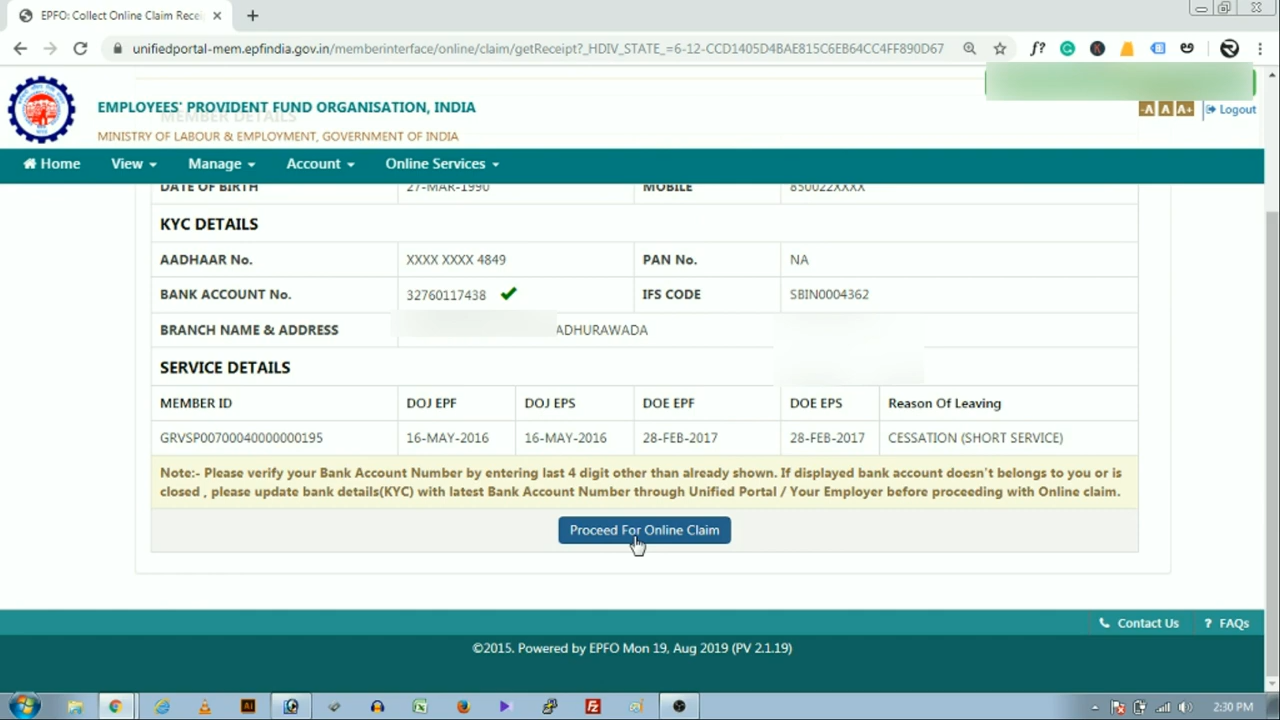 EPFO: Collect Online Claim Rece
unifiedportal-mem.epfindia.gov.in/memberinterface/online/claim/getReceipt?_HDIV_STATE_=6-12-CCD1405D4BAE815C6EB64CC4FF890D67
f?
EMPLOYEES' PROVIDENT FUND ORGANISATION, INDIA
MEMBER DETAILS
MINISTRY OF LABOUR & EMPLOYMENT, GOVERNMENT OF INDIA
-A A A+ Logout
Home View Manage Account Online Services
DATE OF BIRTH 27-MAR-1990 MOBILE 850022XXXX
KYC DETAILS
AADHAAR No. XXXX XXXX 4849 PAN No. NA
BANK ACCOUNT No. 32760117438 IFS CODE SBIN0004362
BRANCH NAME & ADDRESS ADHURAWADA
SERVICE DETAILS
MEMBER ID DOJ EPF DOJ EPS DOE EPF DOE EPS Reason Of Leaving
GRVSP00700040000000195 16-MAY-2016 16-MAY-2016 28-FEB-2017 28-FEB-2017 CESSATION (SHORT SERVICE)
Note:- Please verify your Bank Account Number by entering last 4 digit other than already shown. If displayed bank account doesn't belongs to you or is
closed , please update bank details(KYC) with latest Bank Account Number through Unified Portal / Your Employer before proceeding with Online claim.
Proceed For Online Claim
Contact Us ? FAQs
©2015. Powered by EPFO Mon 19, Aug 2019 (PV 2.1.19)
2:30 PM